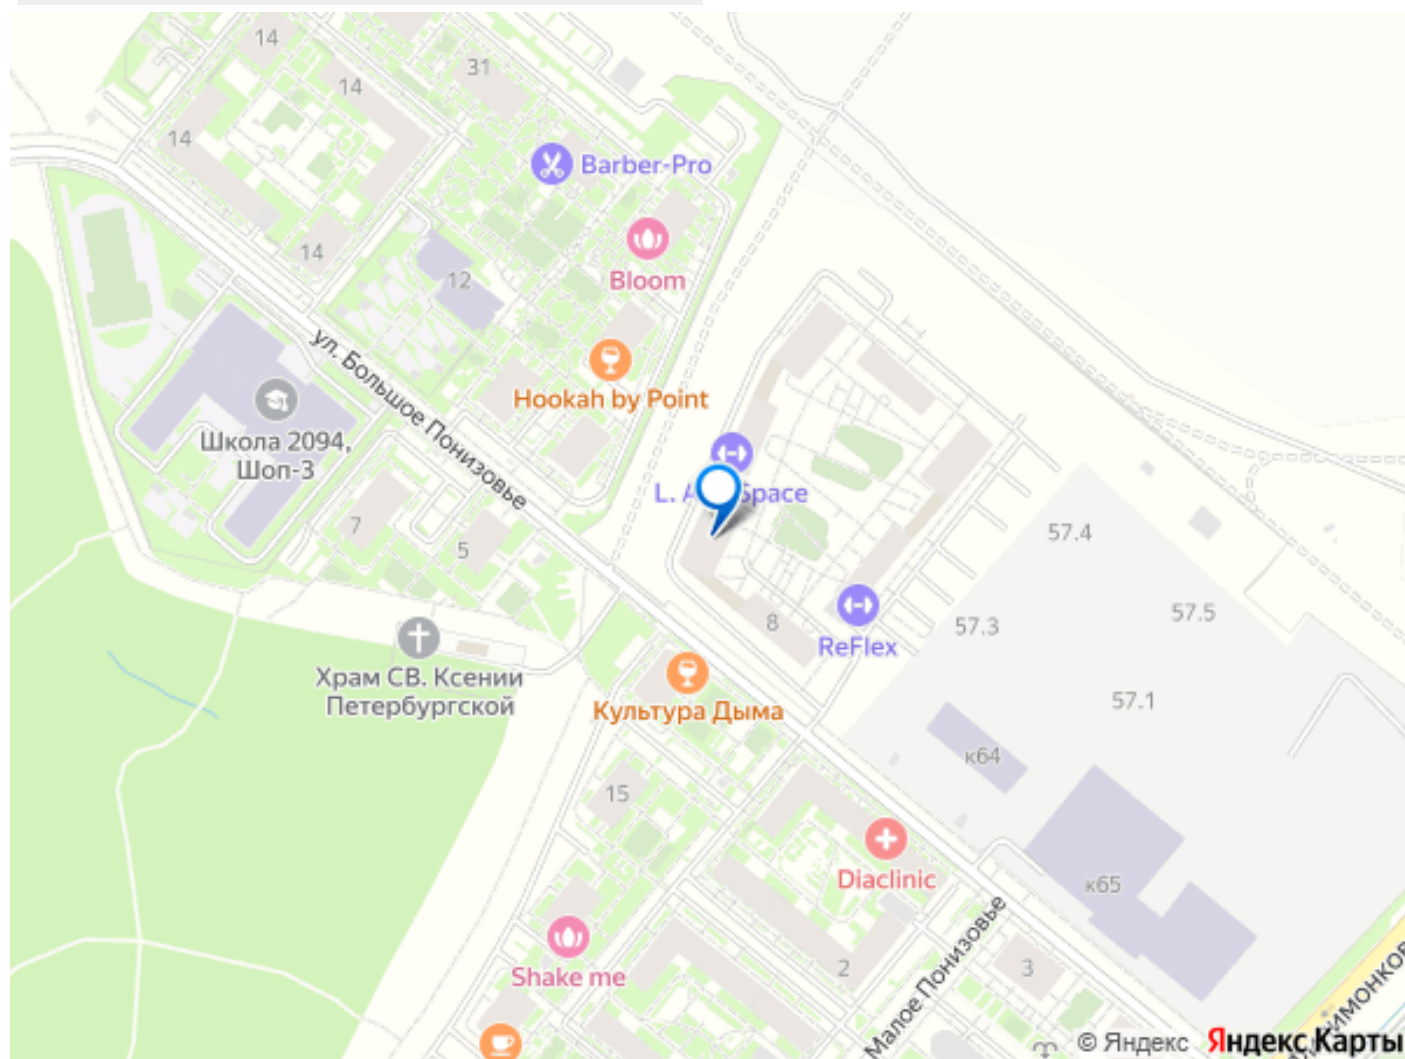 14
31
14
14
Barber-Pro
Bloom
14
12
ул. Большое Понизовье
Hookah by Point
Школа 2094,
Шоп-3
L. A Space
7
5
57.4
57.5
57.3
8
ReFlex
Храм СВ. Ксении
Петербургской
Культура Дыма
57.1
к64
15
Diaclinic
к65
Малое Понизовье
Shake me
2
3
© Яндекс Яндекс Карты